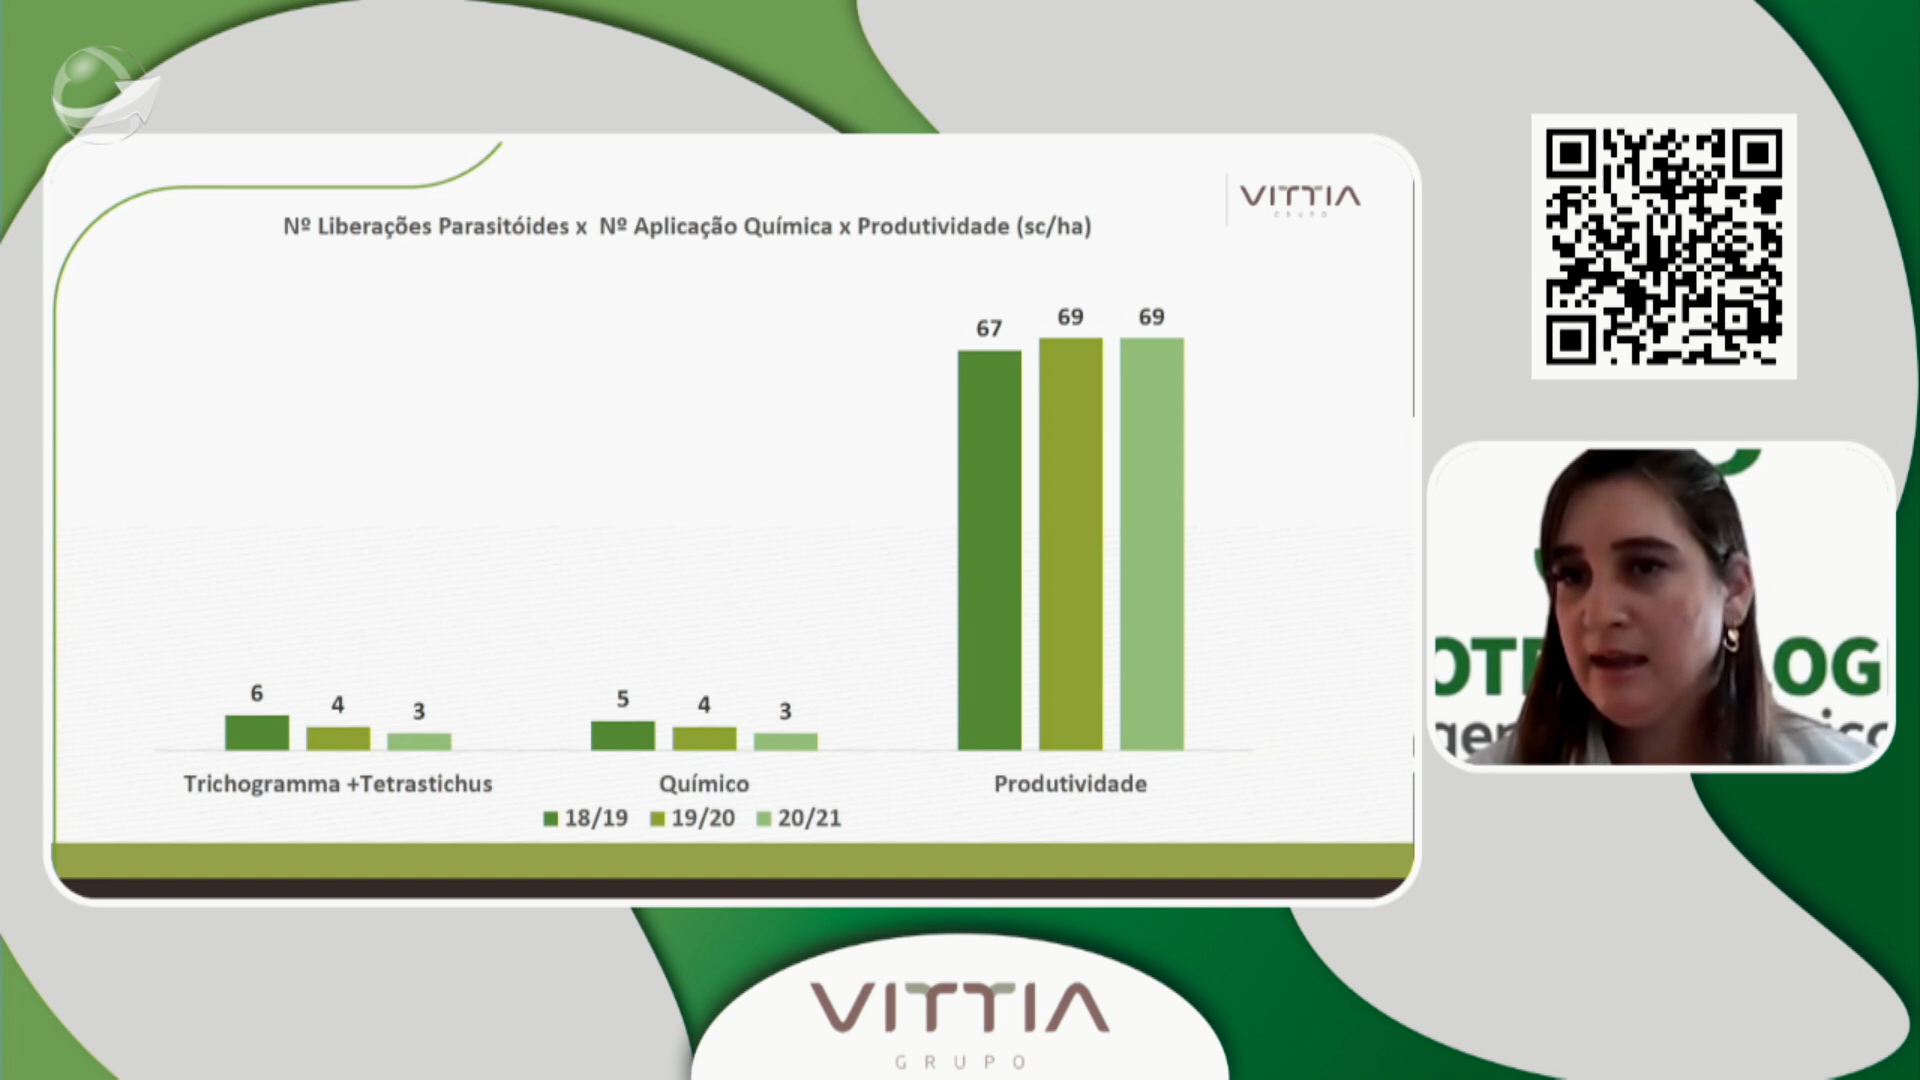 VITTIA
GRUPO
Nº Liberações Parasitóides x Nº Aplicação Química x Produtividade (sc/ha)
67
69
69
6
4
3
5
4
3
Trichogramma +Tetrastichus
Químico
Produtividade
18/19
19/20
20/21
VITTIA
GRUPO